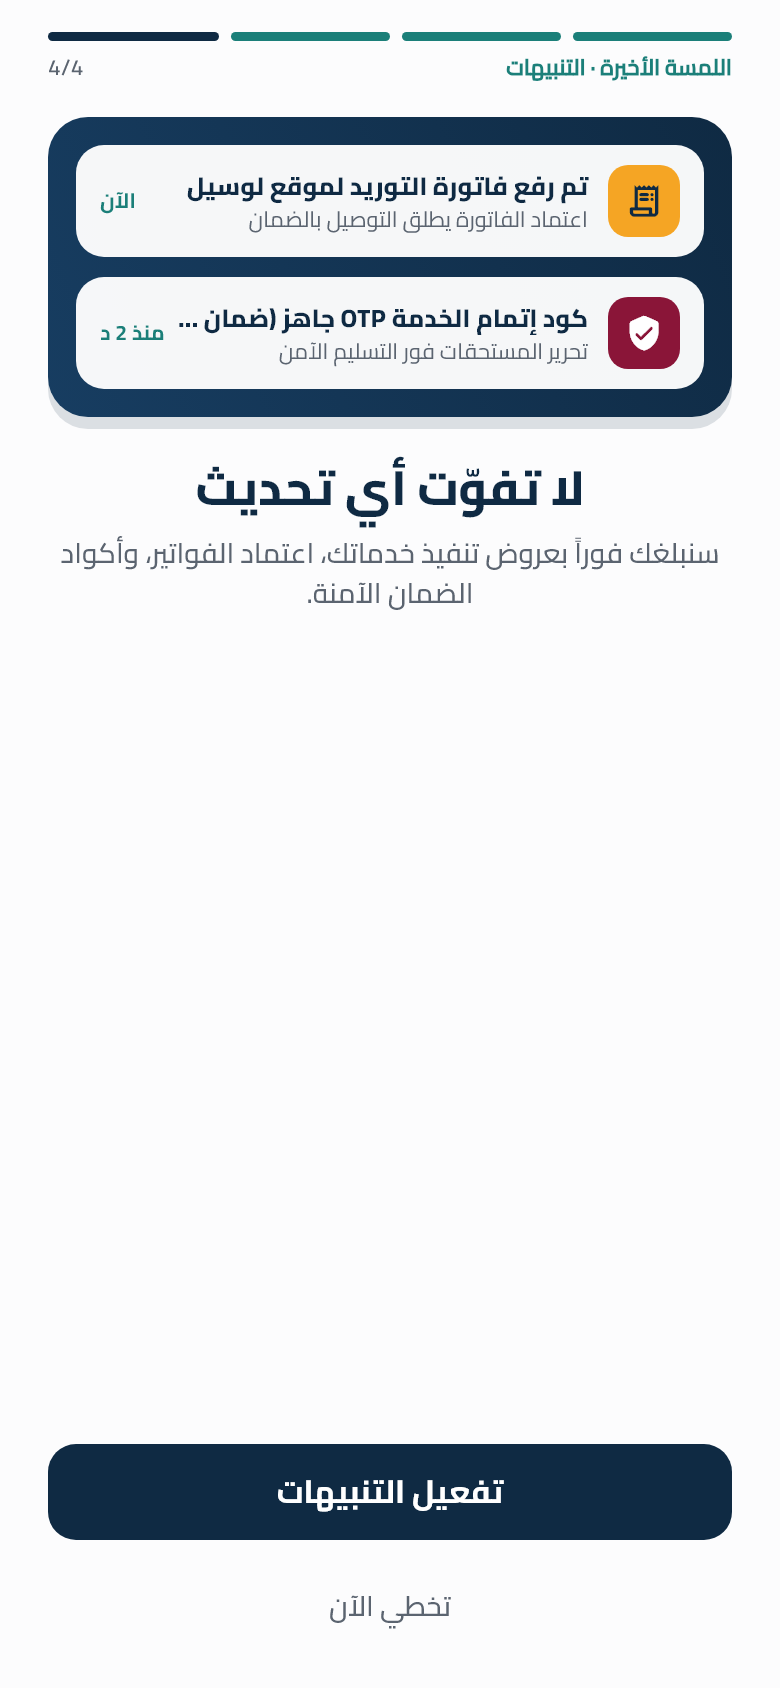 اللمسة الأخيرة · التنبيهات
4/4
تم رفع فاتورة التوريد لموقع لوسيل
الآن
اعتماد الفاتورة يطلق التوصيل بالضمان
كود إتمام الخدمة OTP جاهز (ضمان ...
منذ 2 د
تحرير المستحقات فور التسليم الآمن
لا تفوّت أي تحديث
سنبلغك فوراً بعروض تنفيذ خدماتك، اعتماد الفواتير، وأكواد
الضمان الآمنة.
تفعيل التنبيهات
تخطي الآن